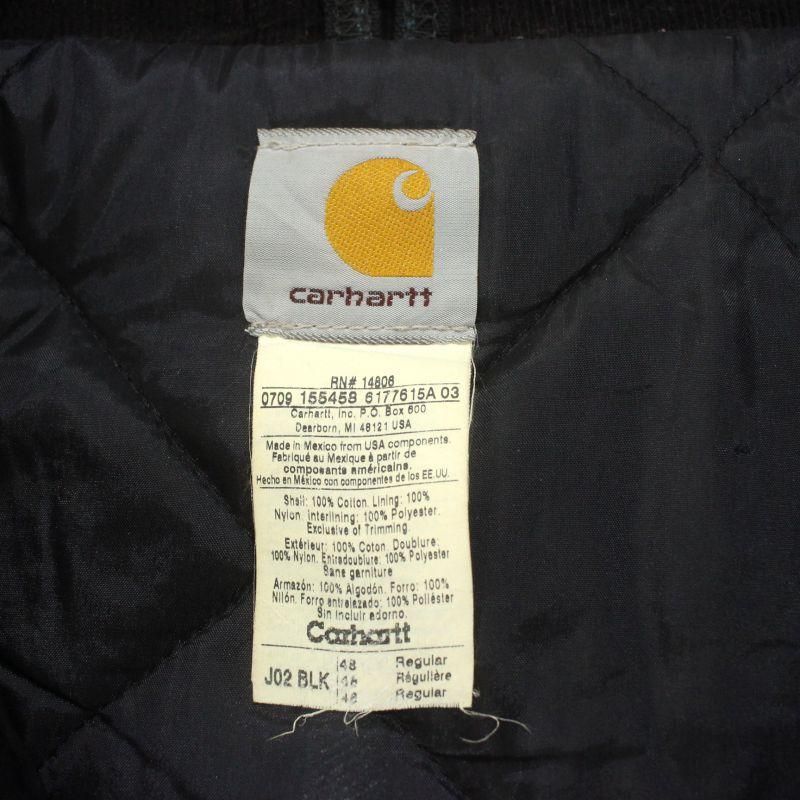 carhartt
RN# 14806
0709 155458 6177615A 03
Carhartt, Inc. P.O. Box 600
Dearborn, MI 48121 USA
Made in Mexico from USA components.
Fabriqué au Mexique à partir de
composants américains.
Hecho en México con componentes de los EE.UU.
Shell: 100% Cotton. Lining: 100%
Nylon. Interlining: 100% Polyester.
Exclusive of Trimming.
Extérieur: 100% Coton. Doublure:
100% Nylon. Entradoublure: 100% Polyester
Sans garniture
Armazón: 100% Algodón. Forro: 100%
Nilón. Forro entrelazado: 100% Poliéster
Sin incluir adorno.
Carhartt
48 Regular
J02 BLK 48 Régulière
48 Regular